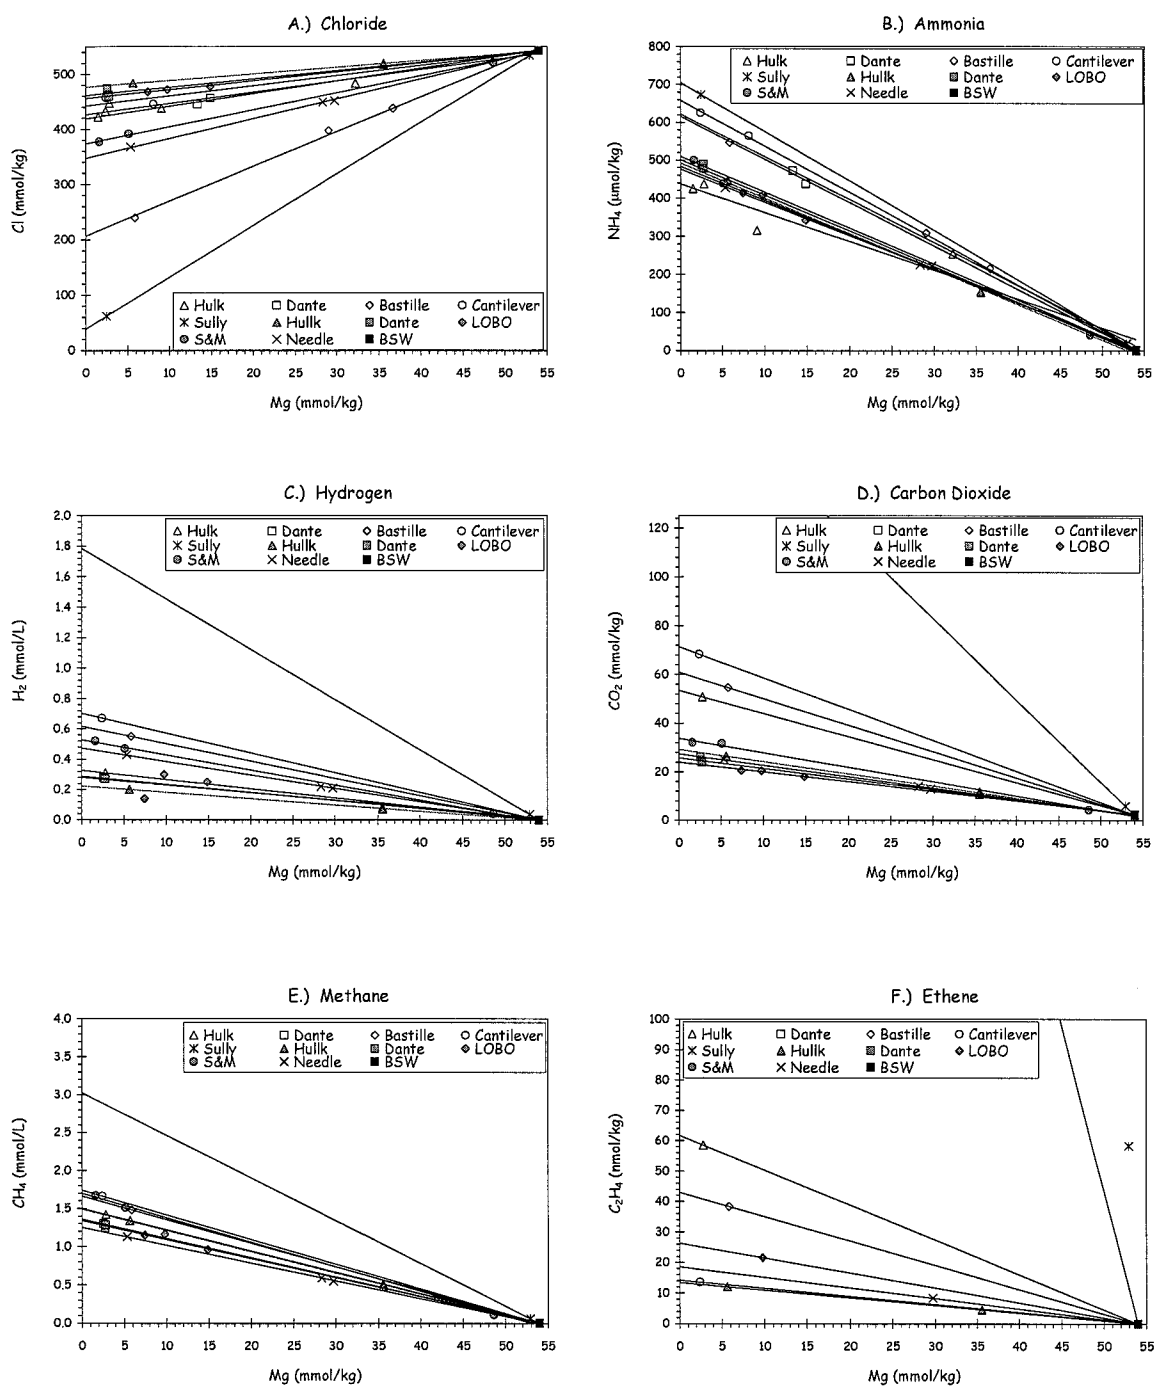 A.) Chloride
Cl (mmol/kg)
500
400
300
200
100
0
△ Hulk □ Dante ◇ Bastille ○ Cantilever
Sully Hullk Dante LOBO
S&M Needle BSW
0 5 10 15 20 25 30 35 40 45 50 55
Mg (mmol/kg)
B.) Ammonia
NH₄ (μmol/kg)
800
700
600
500
400
300
200
100
0
△ Hulk □ Dante ◇ Bastille ○ Cantilever
Sully Hullk Dante LOBO
S&M Needle BSW
0 5 10 15 20 25 30 35 40 45 50 55
Mg (mmol/kg)
C.) Hydrogen
H₂ (mmol/L)
2.0
1.8
1.6
1.4
1.2
1.0
0.8
0.6
0.4
0.2
0.0
△ Hulk □ Dante ◇ Bastille ○ Cantilever
Sully Hullk Dante LOBO
S&M Needle BSW
0 5 10 15 20 25 30 35 40 45 50 55
Mg (mmol/kg)
D.) Carbon Dioxide
CO₂ (mmol/kg)
120
100
80
60
40
20
0
△ Hulk □ Dante ◇ Bastille ○ Cantilever
Sully Hullk Dante LOBO
S&M Needle BSW
0 5 10 15 20 25 30 35 40 45 50 55
Mg (mmol/kg)
E.) Methane
CH₄ (mmol/L)
4.0
3.5
3.0
2.5
2.0
1.5
1.0
0.5
0.0
△ Hulk □ Dante ◇ Bastille ○ Cantilever
Sully Hullk Dante LOBO
S&M Needle BSW
0 5 10 15 20 25 30 35 40 45 50 55
Mg (mmol/kg)
F.) Ethene
C₂H₄ (nmol/kg)
100
90
80
70
60
50
40
30
20
10
0
△ Hulk □ Dante ◇ Bastille ○ Cantilever
Sully Hullk Dante LOBO
S&M Needle BSW
0 5 10 15 20 25 30 35 40 45 50 55
Mg (mmol/kg)